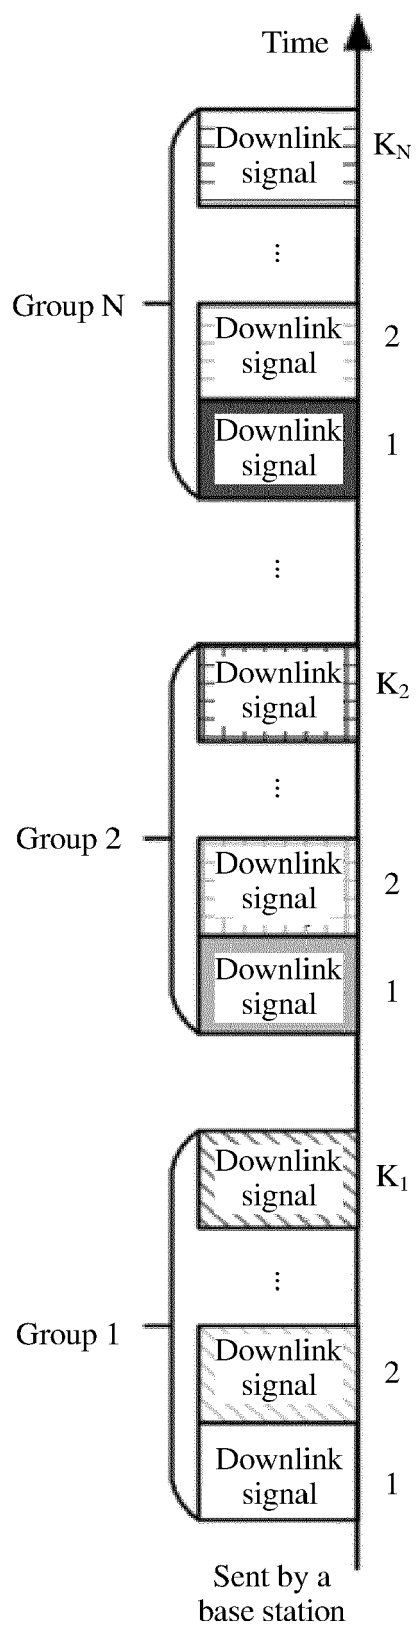 Time
Downlink
signal
K_N
⋮
Group N
Downlink
signal
2
Downlink
signal
1
⋮
Downlink
signal
K_2
⋮
Group 2
Downlink
signal
2
Downlink
signal
1
Downlink
signal
K_1
⋮
Group 1
Downlink
signal
2
Downlink
signal
1
Sent by a
base station